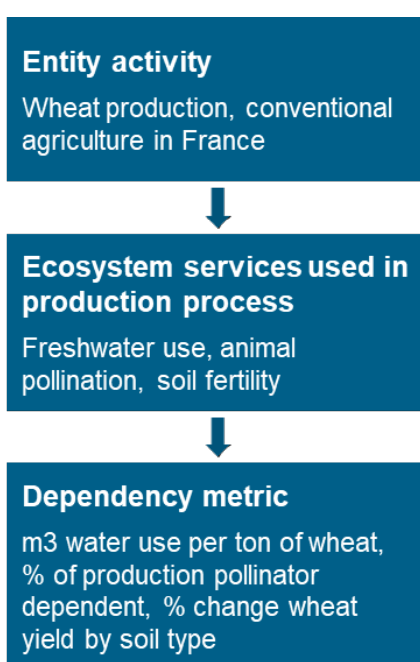 Entity activity
Wheat production, conventional
agriculture in France
Ecosystem services used in
production process
Freshwater use, animal
pollination, soil fertility
Dependency metric
m3 water use per ton of wheat,
% of production pollinator
dependent, % change wheat
yield by soil type